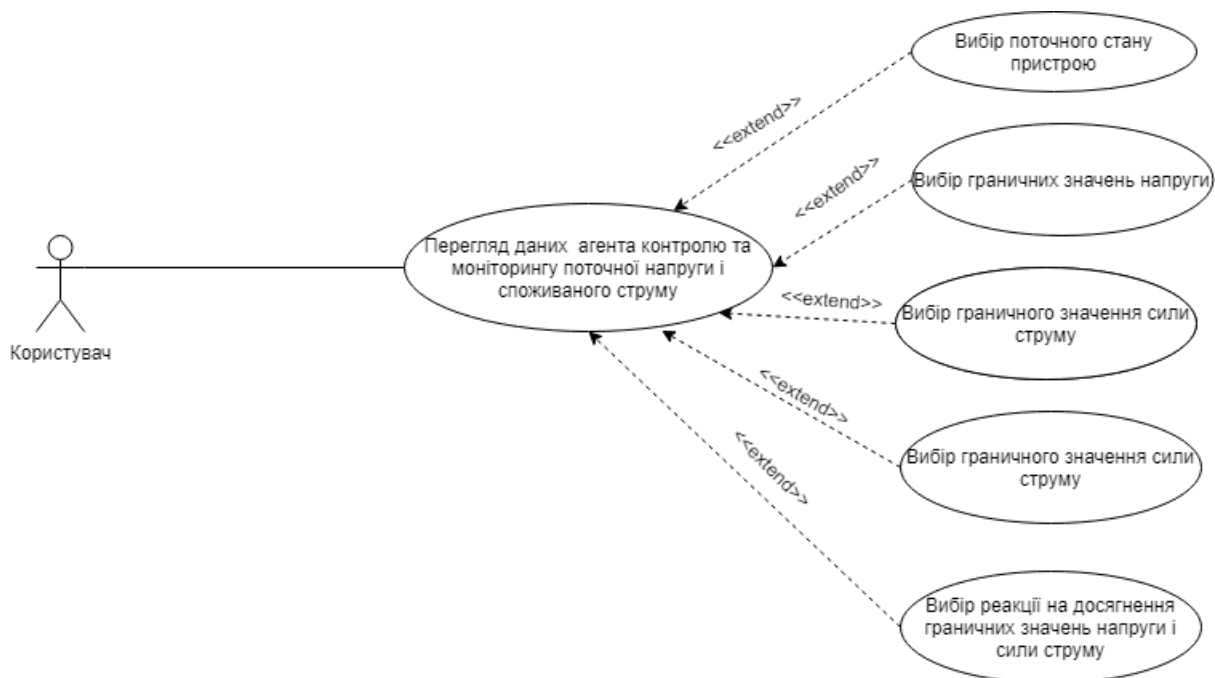 Вибір поточного стану
пристрою
<<extend>>
Вибір граничних значень напруги
<<extend>>
Перегляд даних  агента контролю та
моніторингу поточної напруги і
споживаного струму
<<extend>>
Вибір граничного значення сили
струму
Користувач
<<extend>>
Вибір граничного значення сили
струму
<<extend>>
Вибір реакції на досягнення
граничних значень напруги і
сили струму